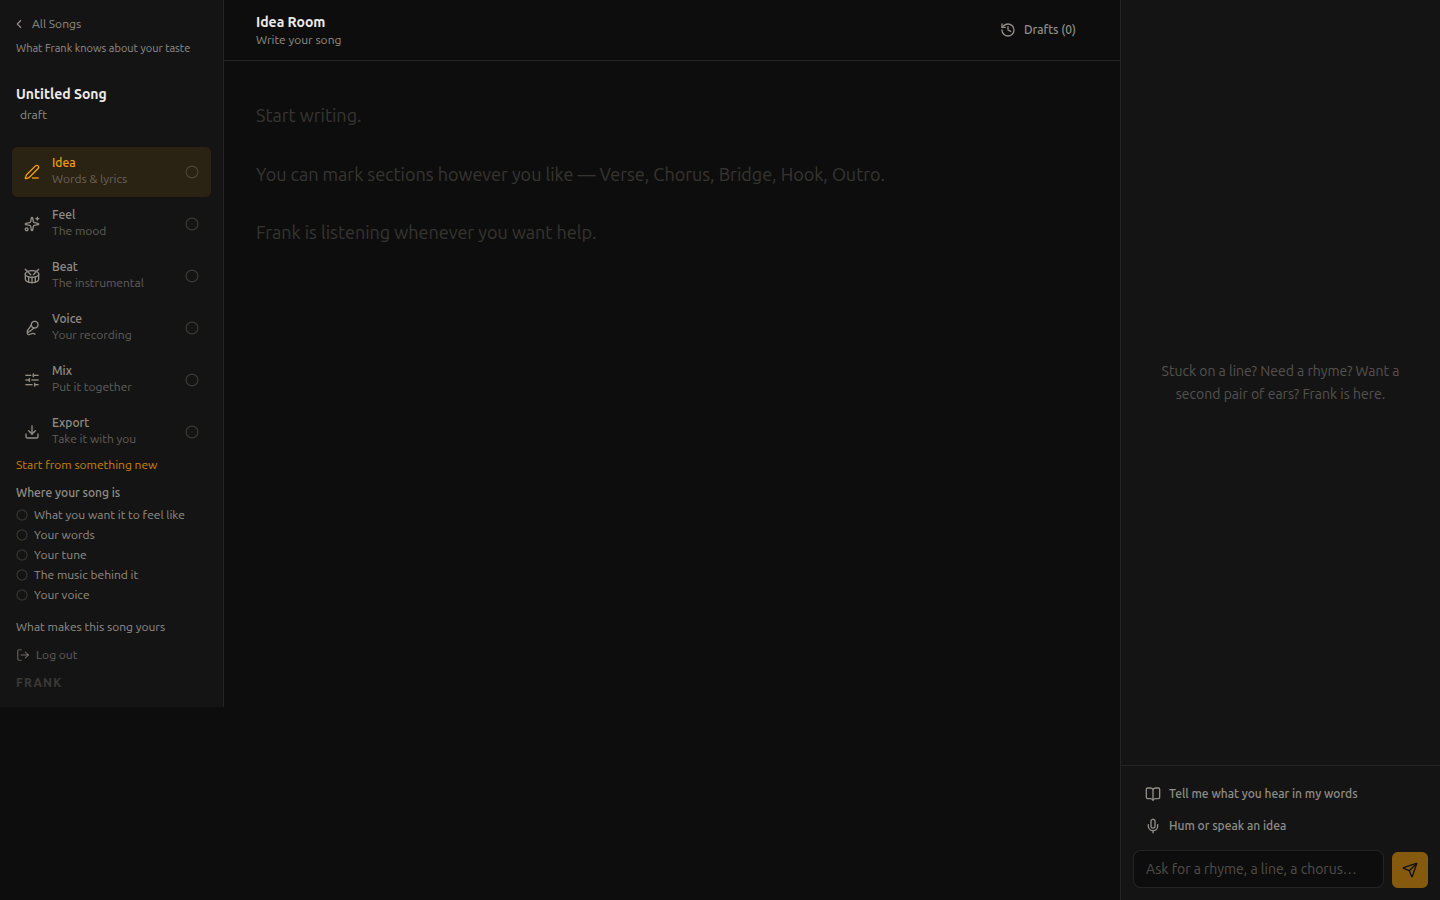 All Songs
What Frank knows about your taste
Untitled Song
draft
Idea
Words & lyrics
Feel
The mood
Beat
The instrumental
Voice
Your recording
Mix
Put it together
Export
Take it with you
Start from something new
Where your song is
What you want it to feel like
Your words
Your tune
The music behind it
Your voice
What makes this song yours
Log out
FRANK
Idea Room
Write your song
Drafts (0)
Start writing.
You can mark sections however you like — Verse, Chorus, Bridge, Hook, Outro.
Frank is listening whenever you want help.
Stuck on a line? Need a rhyme? Want a
second pair of ears? Frank is here.
Tell me what you hear in my words
Hum or speak an idea
Ask for a rhyme, a line, a chorus…